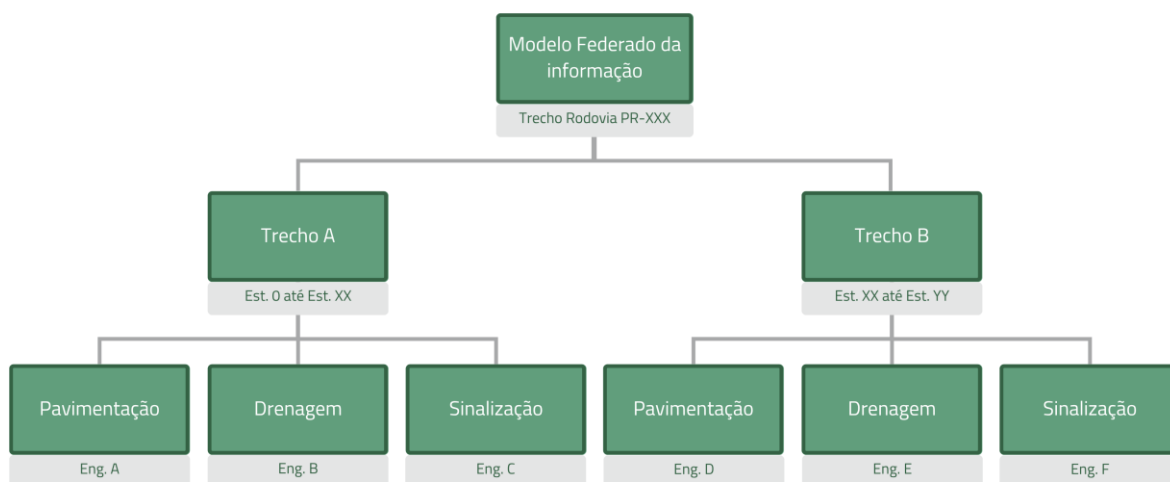 Modelo Federado da
informação
Trecho Rodovia PR-XXX
Trecho A
Trecho B
Est. 0 até Est. XX
Est. XX até Est. YY
Pavimentação
Drenagem
Sinalização
Pavimentação
Drenagem
Sinalização
Eng. A
Eng. B
Eng. C
Eng. D
Eng. E
Eng. F